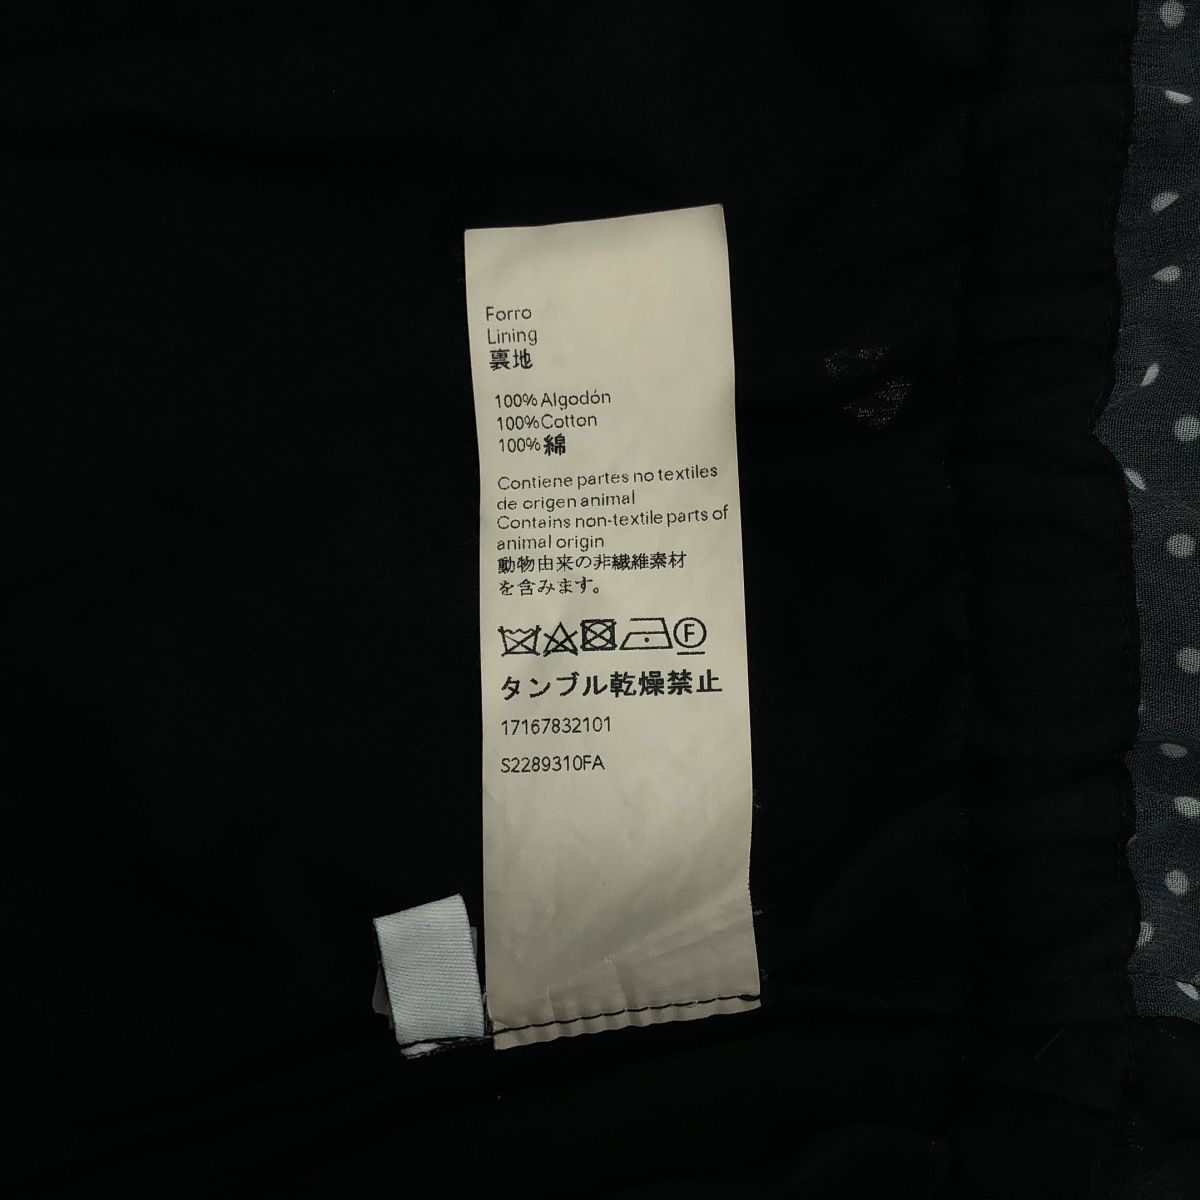 Forro
Lining
裏地
100% Algodón
100% Cotton
100% 綿
Contiene partes no textiles
de origen animal
Contains non-textile parts of
animal origin
動物由来の非繊維素材
を含みます。
F
タンブル乾燥禁止
17167832101
S2289310FA